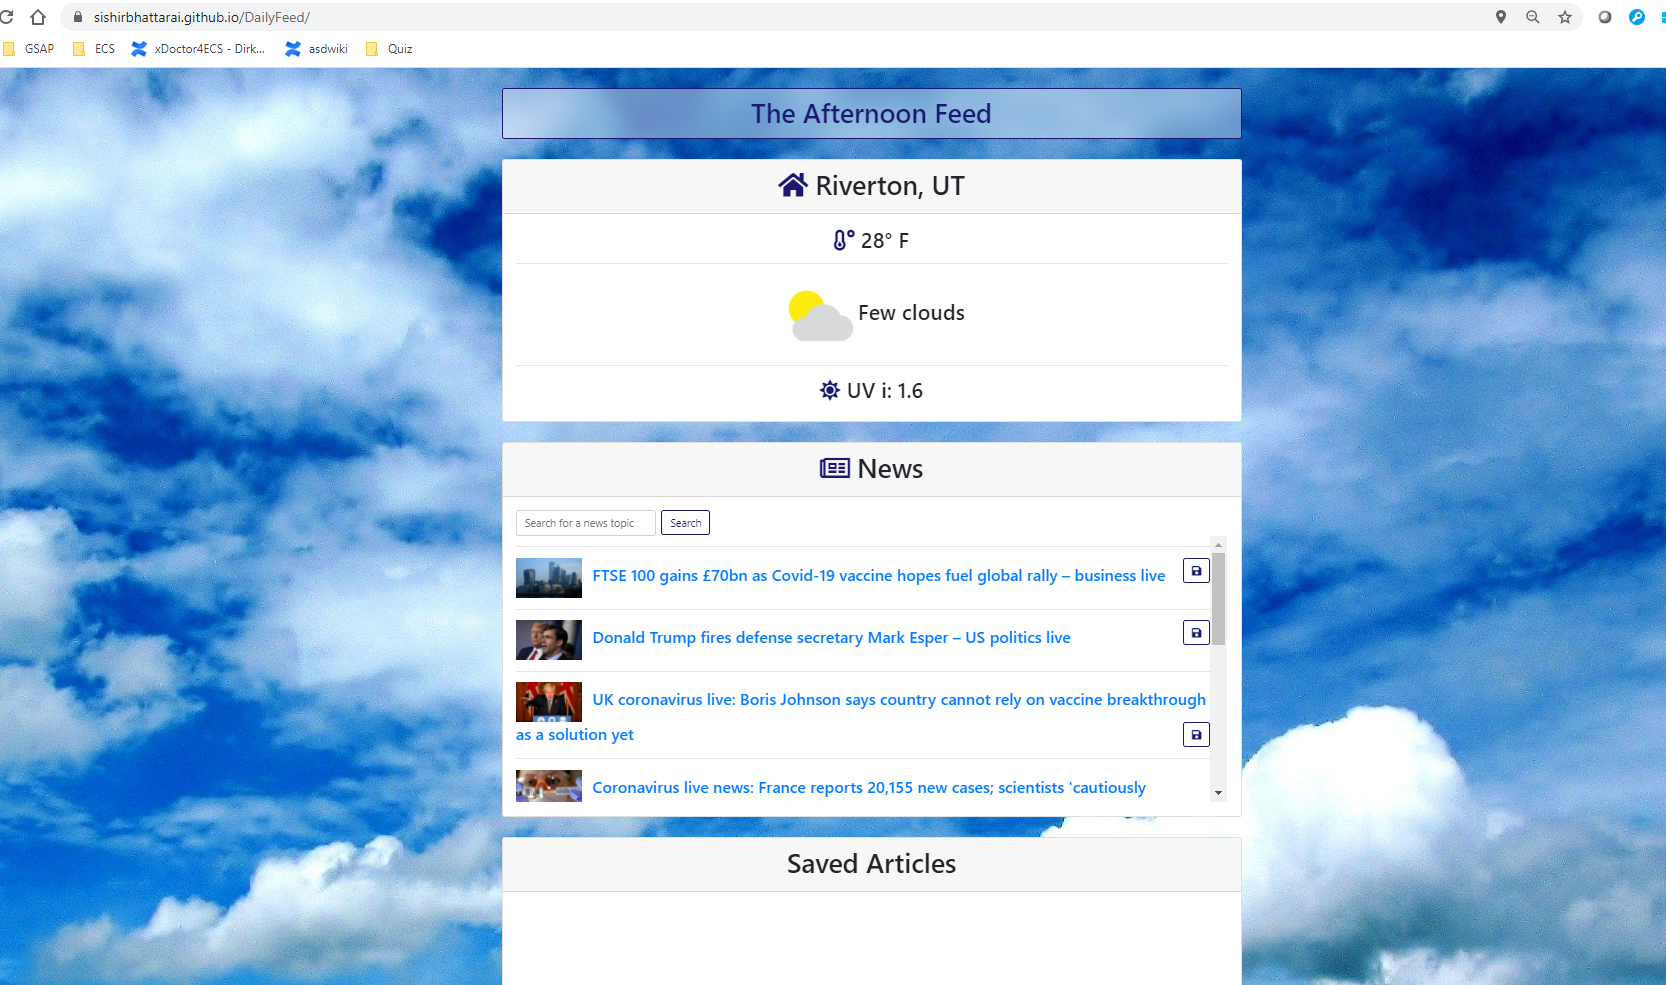 sishirbhattarai.github.io/DailyFeed/
GSAP ECS xDoctor4ECS - Dirk... asdwiki Quiz
The Afternoon Feed
Riverton, UT
28° F
Few clouds
UV i: 1.6
News
Search for a news topic Search
FTSE 100 gains £70bn as Covid-19 vaccine hopes fuel global rally – business live
Donald Trump fires defense secretary Mark Esper – US politics live
UK coronavirus live: Boris Johnson says country cannot rely on vaccine breakthrough
as a solution yet
Coronavirus live news: France reports 20,155 new cases; scientists 'cautiously
Saved Articles